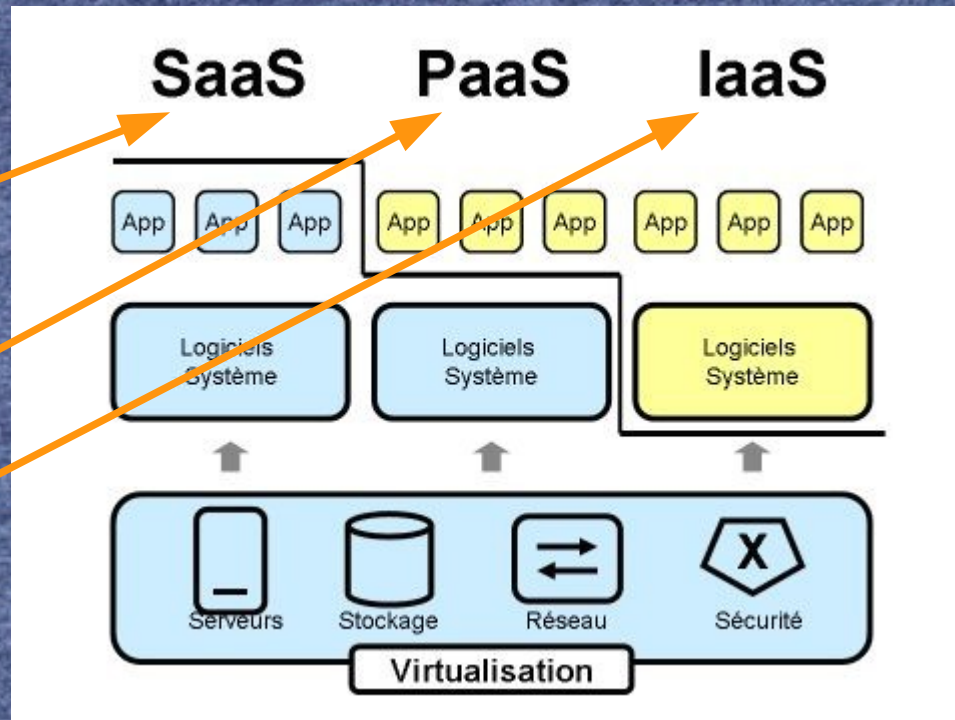 SaaS PaaS IaaS
App App App App App App App App App
Logiciels Logiciels Logiciels
Système Système Système
X
Serveurs Stockage Réseau Sécurité
Virtualisation